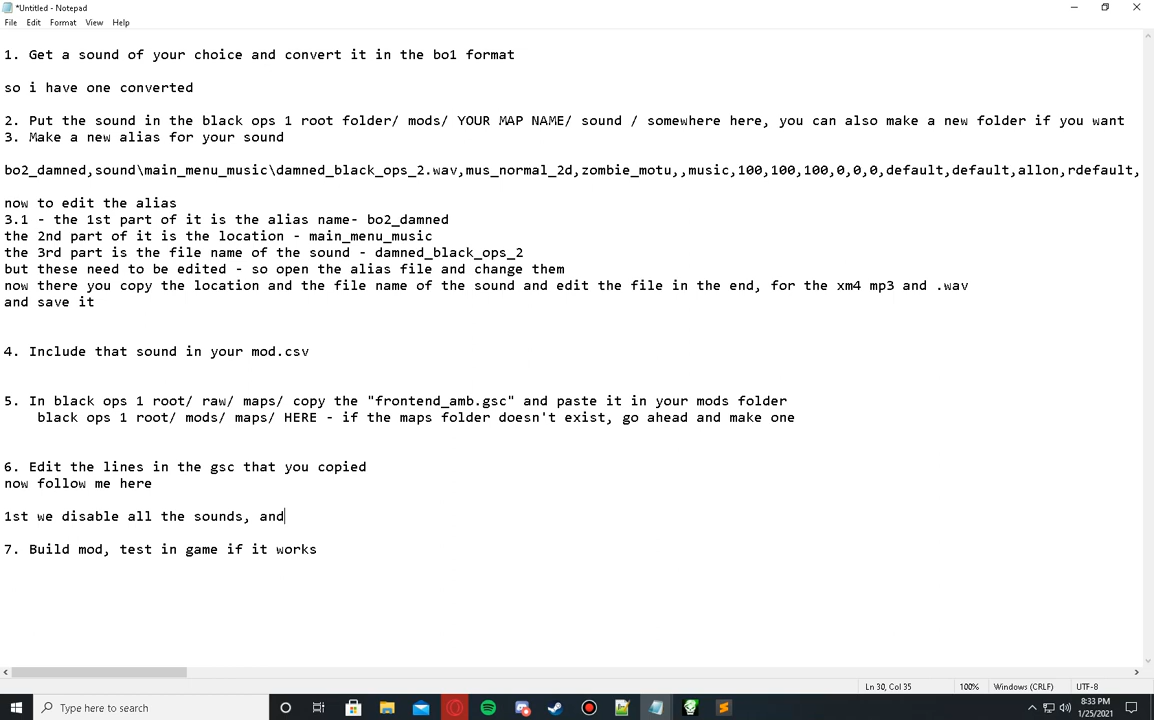 *Untitled - Notepad
File Edit Format View Help
1. Get a sound of your choice and convert it in the bo1 format
so i have one converted
2. Put the sound in the black ops 1 root folder/ mods/ YOUR MAP NAME/ sound / somewhere here, you can also make a new folder if you want
3. Make a new alias for your sound
bo2_damned,sound\main_menu_music\damned_black_ops_2.wav,mus_normal_2d,zombie_motu,,music,100,100,100,0,0,0,default,default,allon,rdefault,
now to edit the alias
3.1 - the 1st part of it is the alias name- bo2_damned
the 2nd part of it is the location - main_menu_music
the 3rd part is the file name of the sound - damned_black_ops_2
but these need to be edited - so open the alias file and change them
now there you copy the location and the file name of the sound and edit the file in the end, for the xm4 mp3 and .wav
and save it
4. Include that sound in your mod.csv
5. In black ops 1 root/ raw/ maps/ copy the "frontend_amb.gsc" and paste it in your mods folder
black ops 1 root/ mods/ maps/ HERE - if the maps folder doesn't exist, go ahead and make one
6. Edit the lines in the gsc that you copied
now follow me here
1st we disable all the sounds, and
7. Build mod, test in game if it works
Ln 30, Col 35 100% Windows (CRLF) UTF-8
Type here to search
8:33 PM
1/25/2021